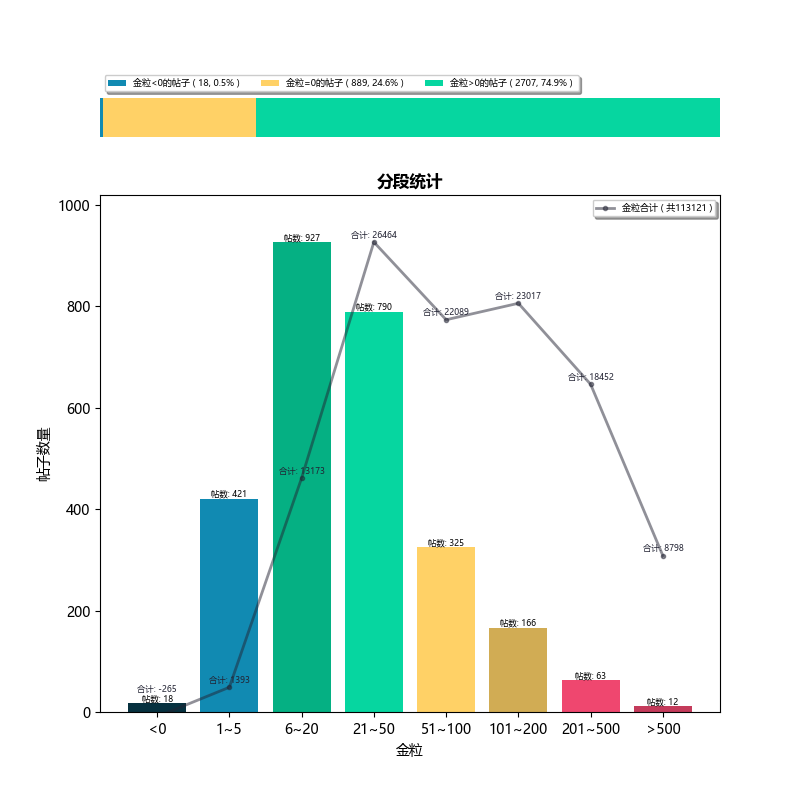 金粒<0的帖子 ( 18, 0.5% ) 金粒=0的帖子 ( 889, 24.6% ) 金粒>0的帖子 ( 2707, 74.9% )
分段统计
金粒合计 ( 共113121 )
1000
800
600
400
200
0
帖子数量
合计: -265
帖数: 18
帖数: 421
合计: 1393
帖数: 927
合计: 13173
合计: 26464
帖数: 790
合计: 22089
帖数: 325
合计: 23017
帖数: 166
合计: 18452
帖数: 63
合计: 8798
帖数: 12
<0 1~5 6~20 21~50 51~100 101~200 201~500 >500
金粒